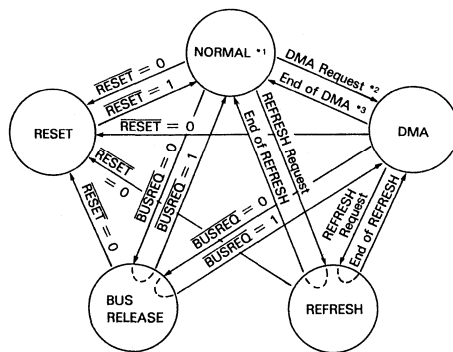 NORMAL *1
RESET = 0
RESET = 1
DMA Request *2
End of DMA *3
RESET
RESET = 0
DMA
RESET = 0
RESET = 0
BUSREQ = 0
BUSREQ = 1
REFRESH Request
End of REFRESH
BUSREQ = 0
BUSREQ = 1
REFRESH Request
End of REFRESH
BUS RELEASE
REFRESH